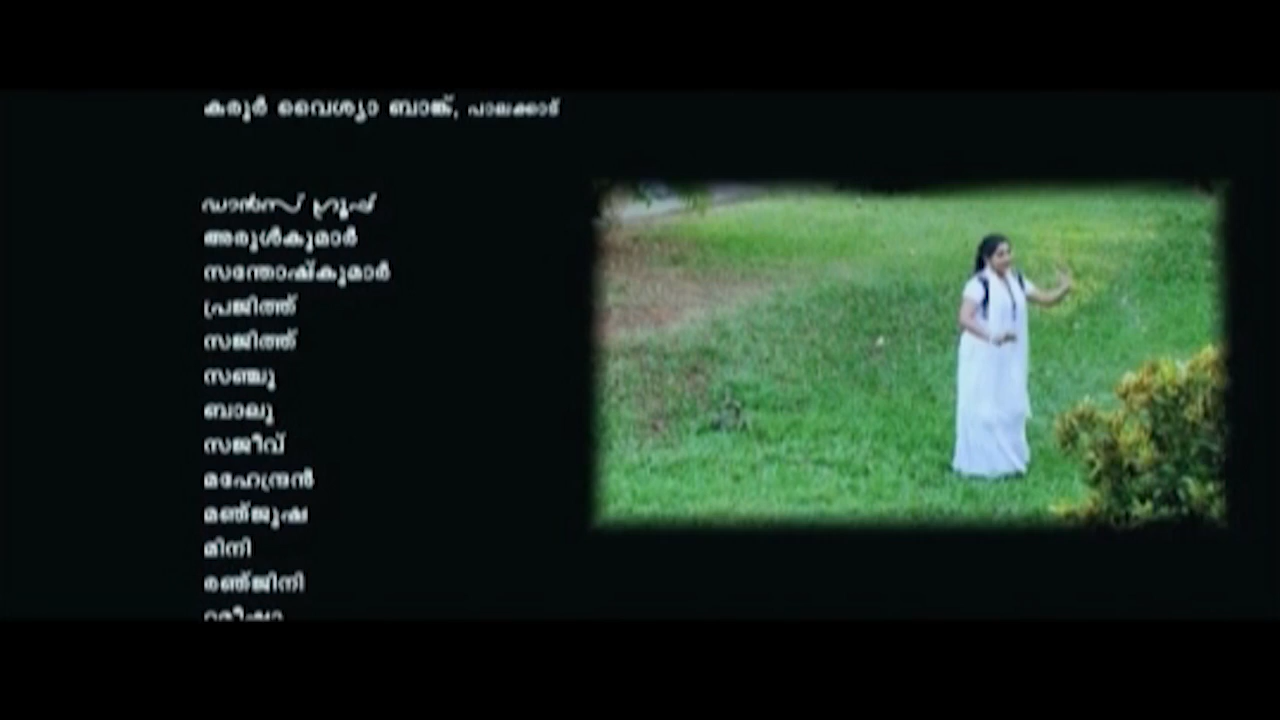 കരൂർ വൈശ്യാ ബാങ്ക്, പാലക്കാട്
ഡാൻസ് ഗ്രൂപ്പ്
അരുൾകുമാർ
സന്തോഷ്കുമാർ
പ്രജിത്ത്
സജിത്ത്
സഞ്ചു
ബാലു
സജീവ്
മഹേന്ദ്രൻ
മഞ്ജുഷ
മിനി
രഞ്ജിനി